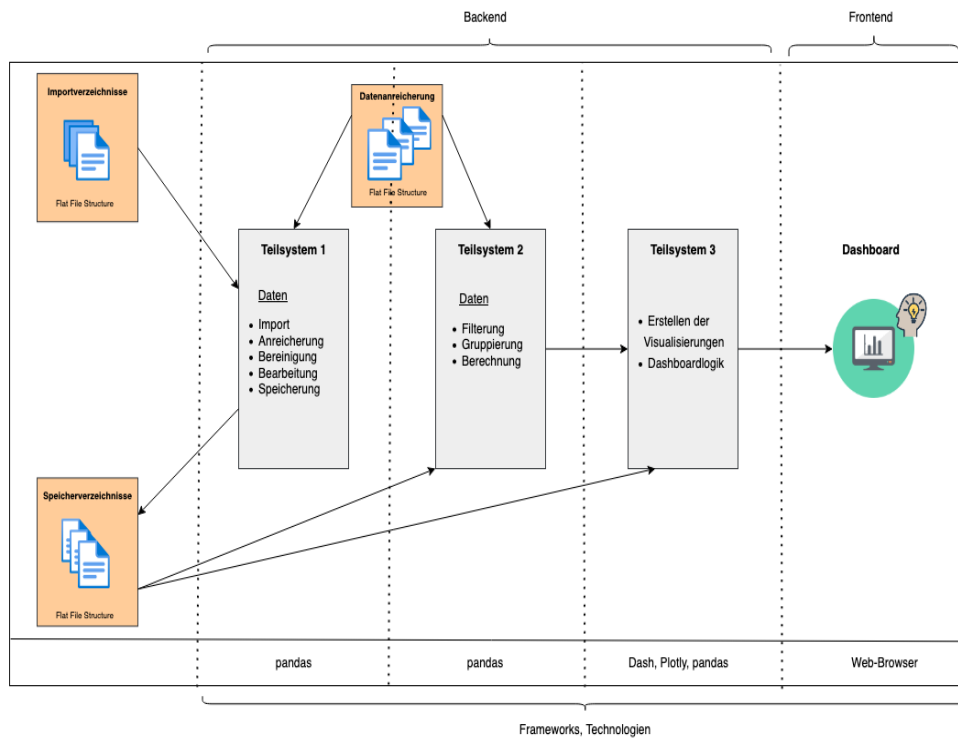 Backend
Frontend
Importverzeichnisse
Flat File Structure
Datenanreicherung
Flat File Structure
Teilsystem 1
Daten
• Import
• Anreicherung
• Bereinigung
• Bearbeitung
• Speicherung
Teilsystem 2
Daten
• Filterung
• Gruppierung
• Berechnung
Teilsystem 3
• Erstellen der
Visualisierungen
• Dashboardlogik
Dashboard
Speicherverzeichnisse
Flat File Structure
pandas
pandas
Dash, Plotly, pandas
Web-Browser
Frameworks, Technologien